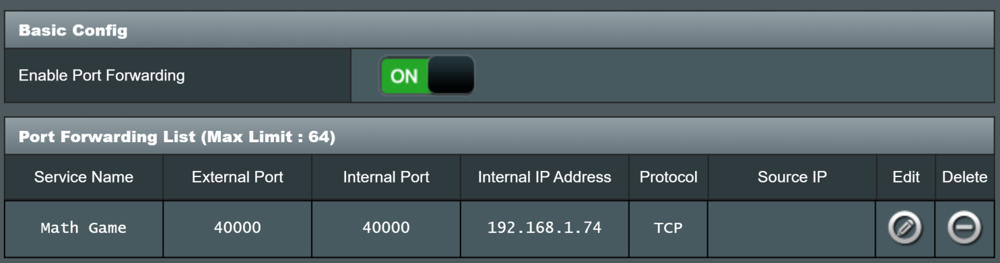 Basic Config
Enable Port Forwarding ON
Port Forwarding List (Max Limit : 64)
Service Name External Port Internal Port Internal IP Address Protocol Source IP Edit Delete
Math Game 40000 40000 192.168.1.74 TCP